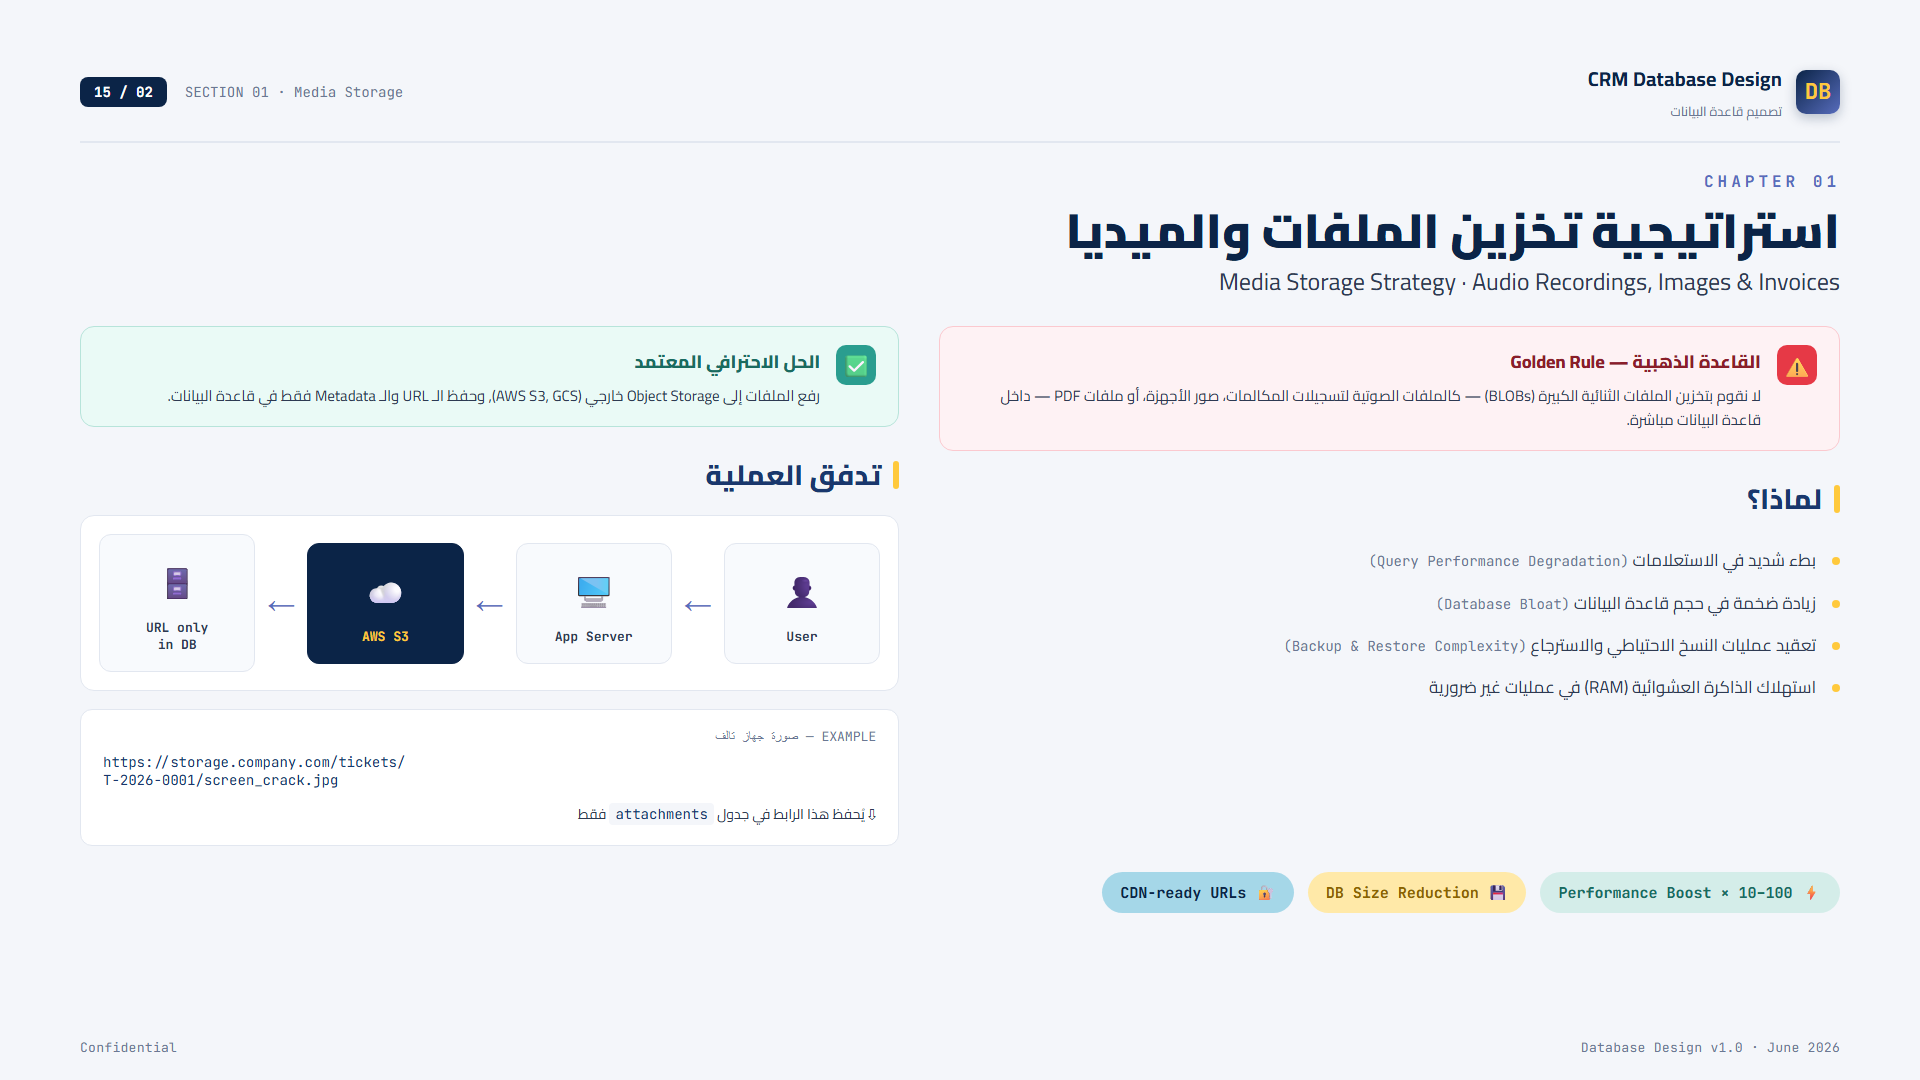 DB
CRM Database Design
تصميم قاعدة البيانات
SECTION 01 · Media Storage
15 / 02
CHAPTER 01
استراتيجية تخزين الملفات والميديا
Media Storage Strategy · Audio Recordings, Images & Invoices
القاعدة الذهبية — Golden Rule
لا نقوم بتخزين الملفات الثنائية الكبيرة (BLOBs) — كالملفات الصوتية لتسجيلات المكالمات، صور الأجهزة، أو ملفات PDF — داخل
قاعدة البيانات مباشرة.
لماذا؟
بطء شديد في الاستعلامات (Query Performance Degradation)
زيادة ضخمة في حجم قاعدة البيانات (Database Bloat)
تعقيد عمليات النسخ الاحتياطي والاسترجاع (Backup & Restore Complexity)
استهلاك الذاكرة العشوائية (RAM) في عمليات غير ضرورية
الحل الاحترافي المعتمد
رفع الملفات إلى Object Storage خارجي (AWS S3, GCS)، وحفظ الـ URL والـ Metadata فقط في قاعدة البيانات.
تدفق العملية
User
←
App Server
←
AWS S3
←
URL only
in DB
EXAMPLE — صورة جهاز تالف
https://storage.company.com/tickets/
T-2026-0001/screen_crack.jpg
⇩ يُحفظ هذا الرابط في جدول attachments فقط
Performance Boost × 10–100
DB Size Reduction
CDN-ready URLs
Database Design v1.0 · June 2026
Confidential